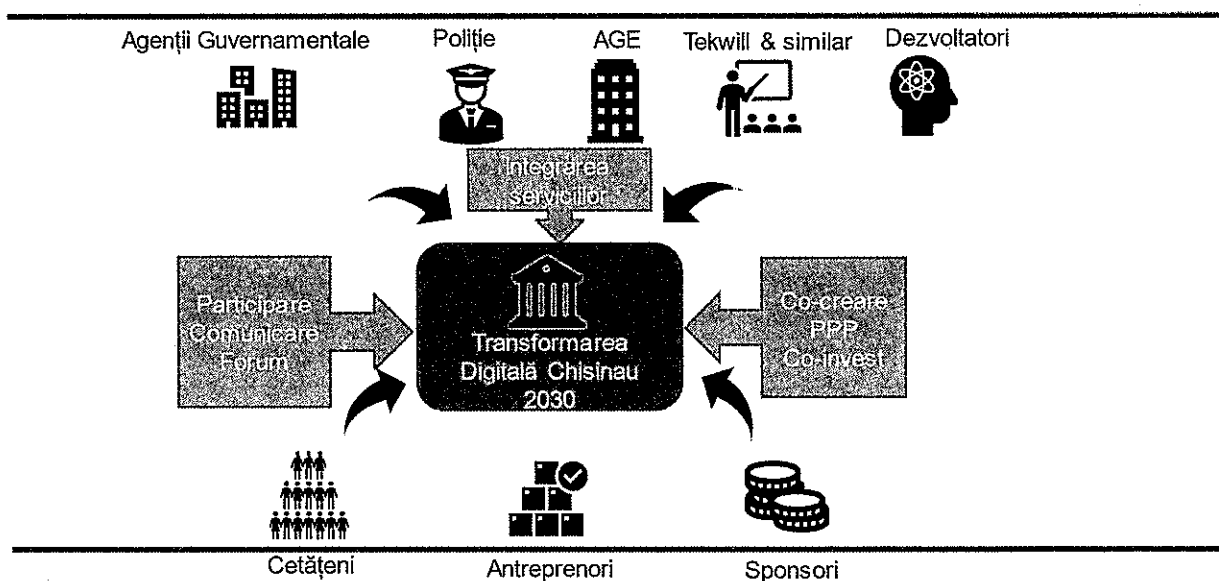 Agenții Guvernamentale
Poliție
AGE
Tekwill & similar
Dezvoltatori
Integrarea
serviciilor
Participare
Comunicare
Forum
Transformarea
Digitală Chisinau
2030
Co-creare
PPP
Co-invest
Cetățeni
Antreprenori
Sponsori